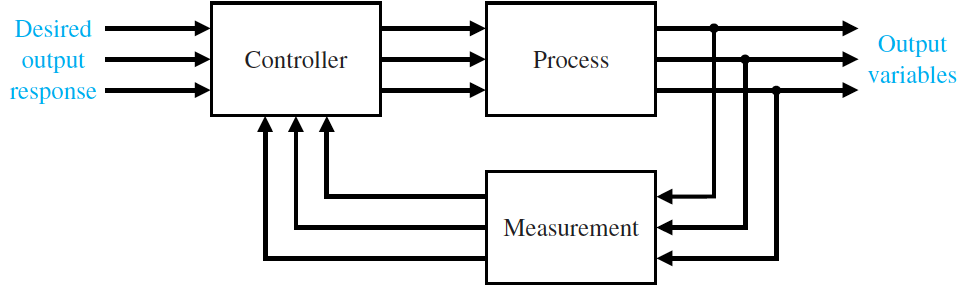 Desired
output
response
Controller
Process
Output
variables
Measurement